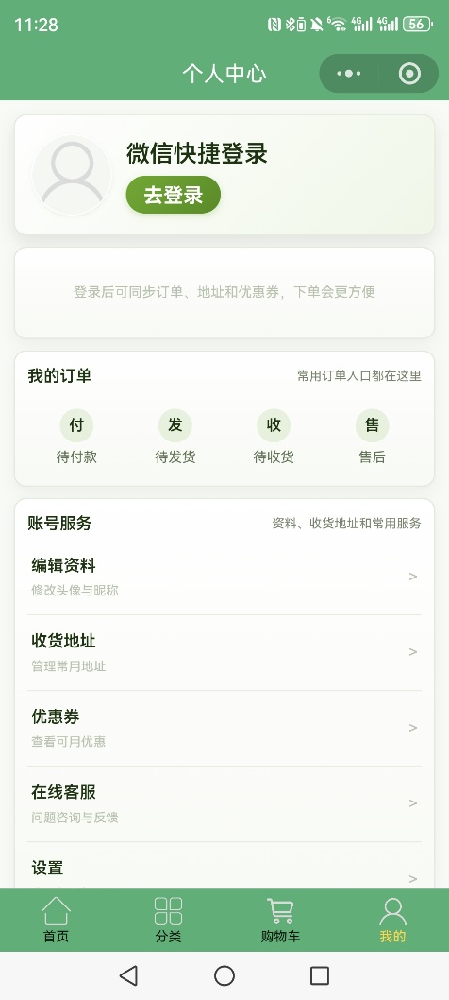 11:28
6 4G 4G 56
个人中心
微信快捷登录
去登录
登录后可同步订单、地址和优惠券，下单会更方便
我的订单 常用订单入口都在这里
付 发 收 售
待付款 待发货 待收货 售后
账号服务 资料、收货地址和常用服务
编辑资料
修改头像与昵称
>
收货地址
管理常用地址
>
优惠券
查看可用优惠
>
在线客服
问题咨询与反馈
>
设置
>
首页 分类 购物车 我的